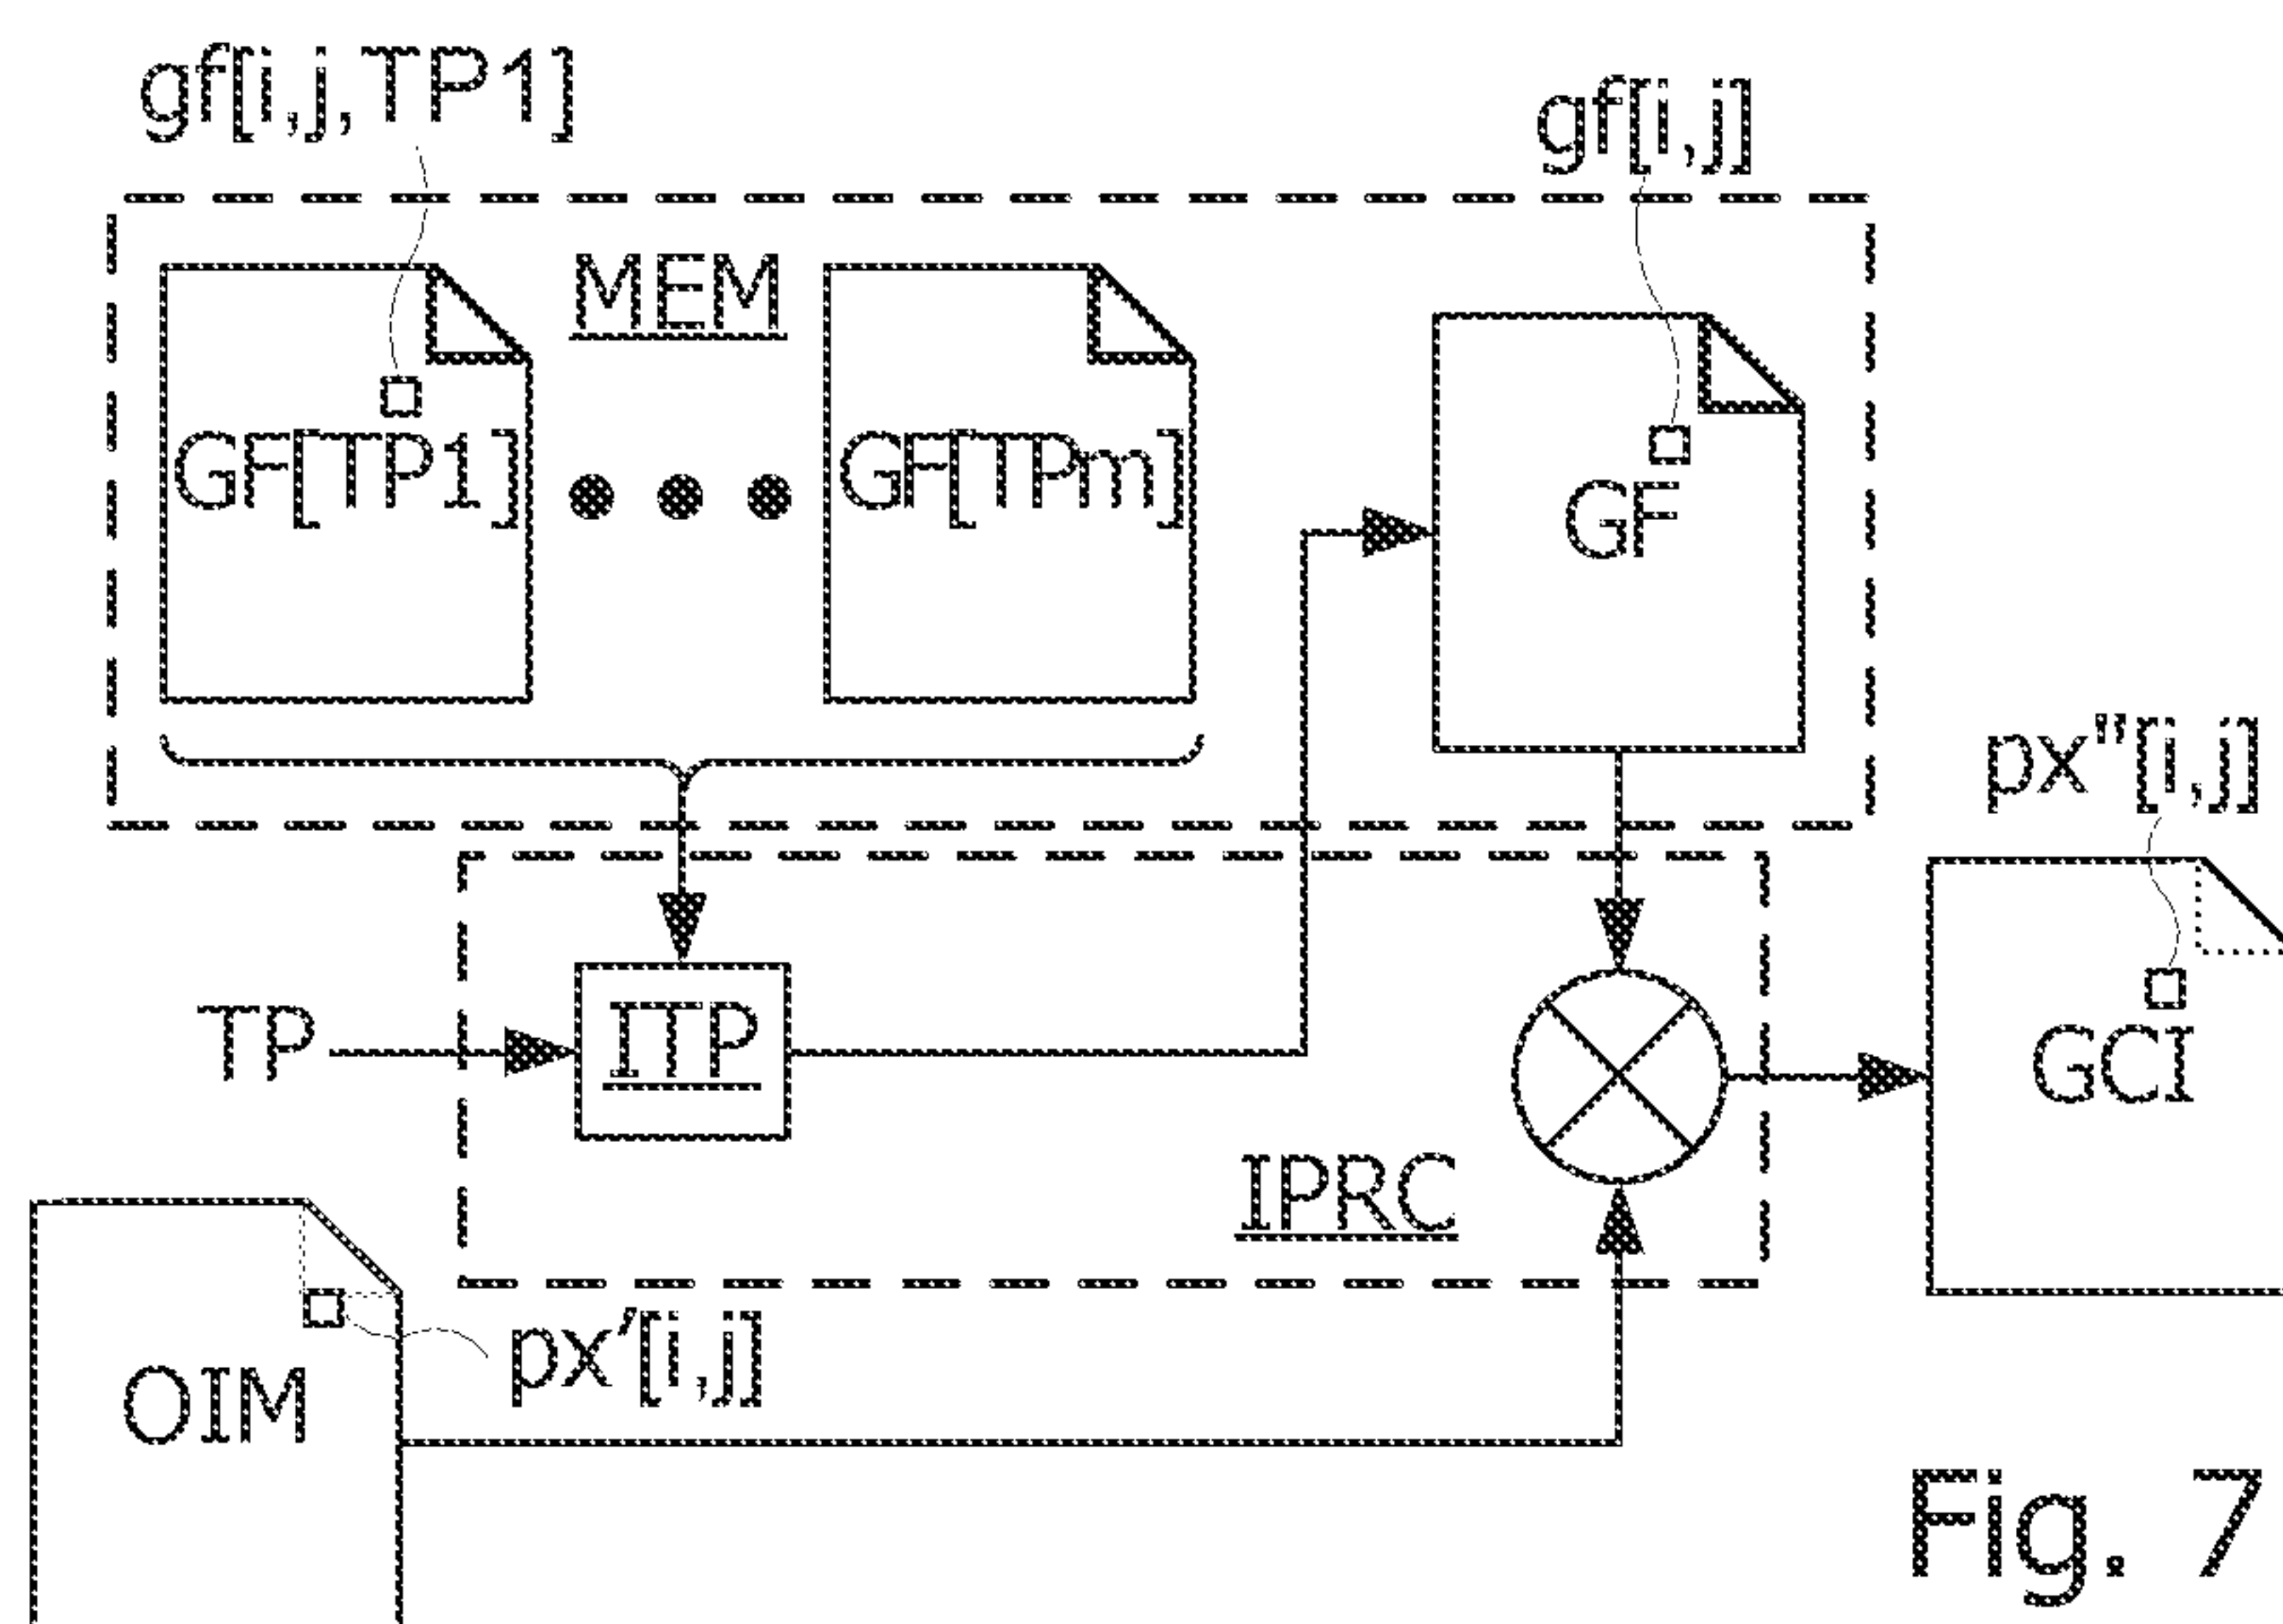 gf[i,j,TP1]
gf[i,j]
MEM
GF[TP1]
GF[TPm]
GF
px"[i,j]
TP
ITP
GCI
IPRC
px'[i,j]
OIM
Fig. 7